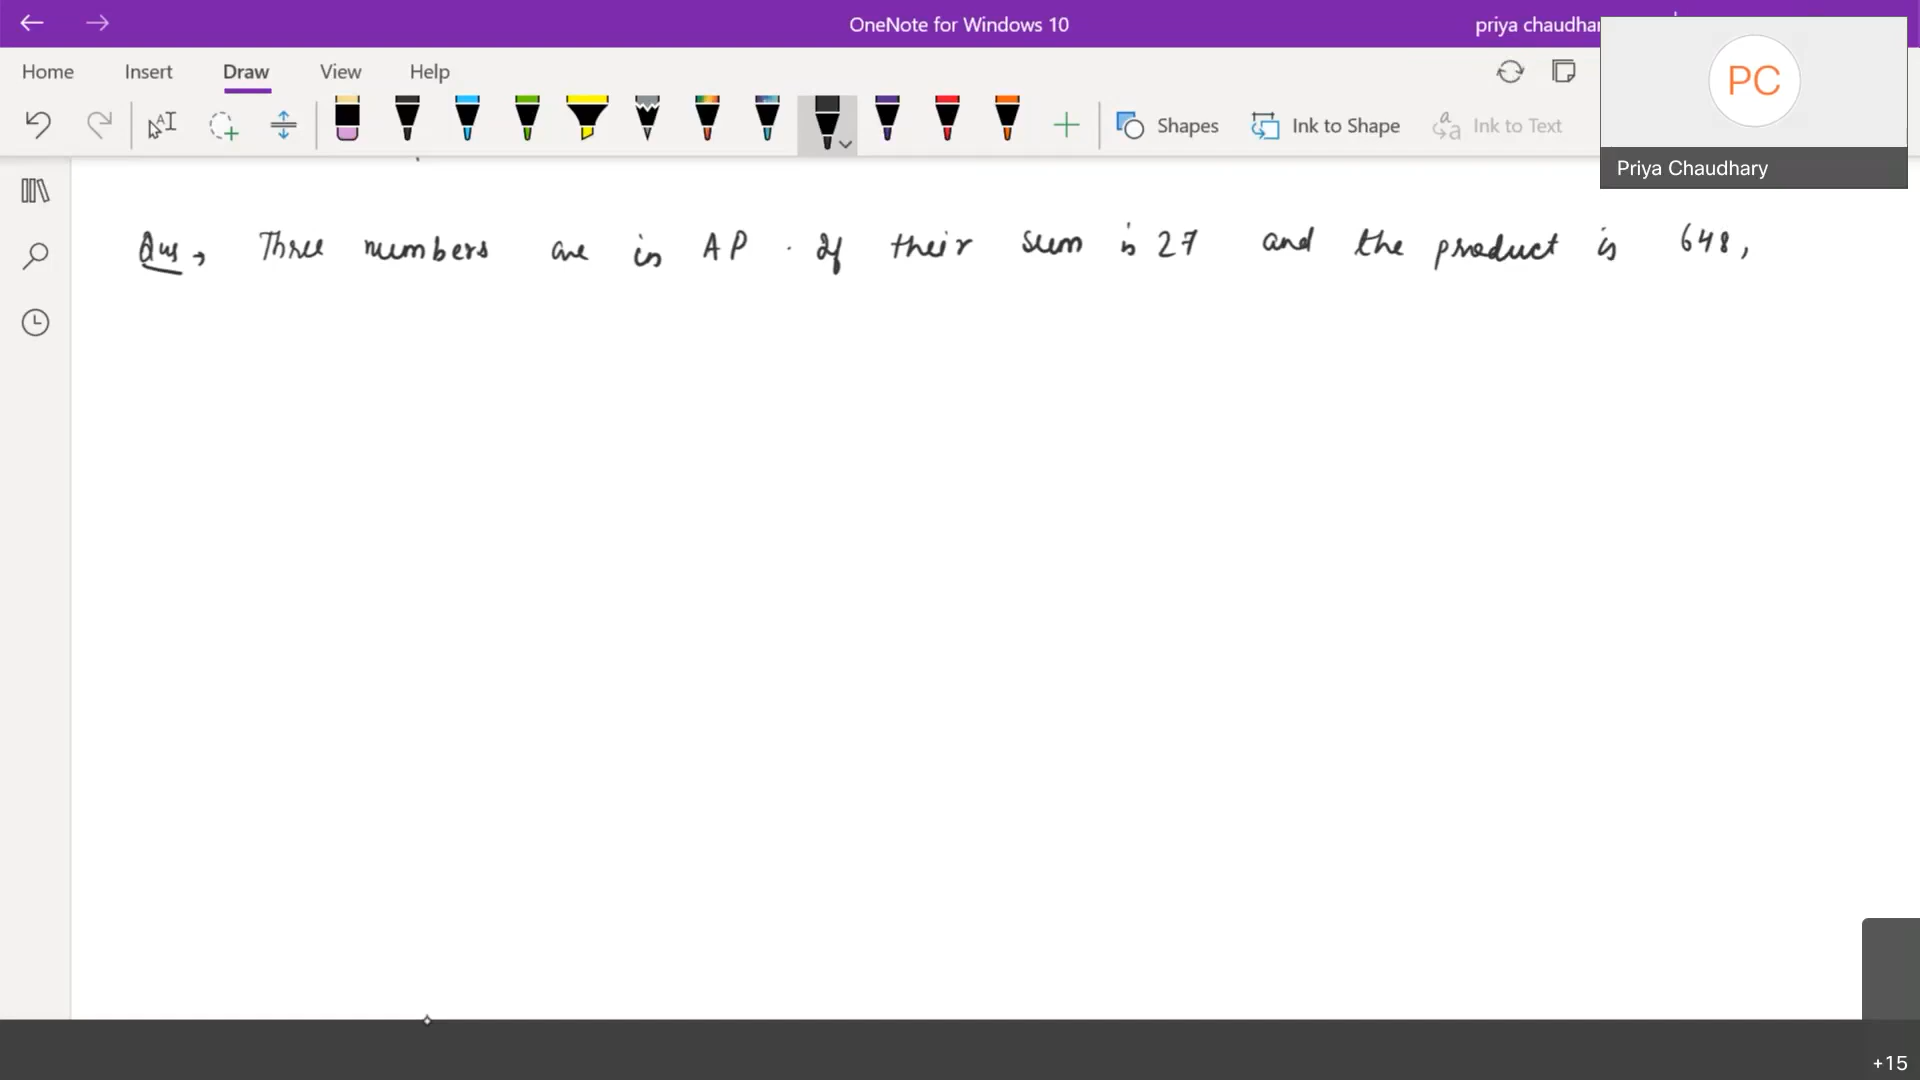 OneNote for Windows 10
priya chaudhar
PC
Priya Chaudhary
Home Insert Draw View Help
Shapes Ink to Shape Ink to Text
Ques, Three numbers are in AP. If their sum is 27 and the product is 648,
+15